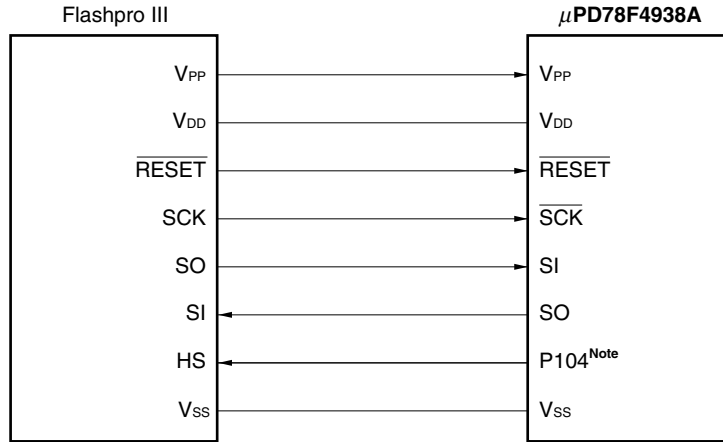 Flashpro III μPD78F4938A
VPP VPP
VDD VDD
RESET RESET
SCK SCK
SO SI
SI SO
HS P104Note
VSS VSS